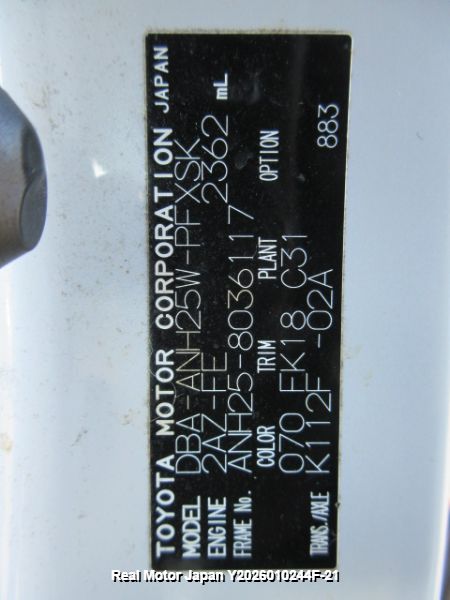 TOYOTA MOTOR CORPORATION JAPAN
MODEL DBA-ANH25W-PFXSK
ENGINE 2AZ-FE 2362 mL
FRAME No. ANH25-8036117
COLOR TRIM PLANT OPTION
070 FK18 C31
TRANS./AXLE K112F -02A 883
Real Motor Japan Y2026010244F-21